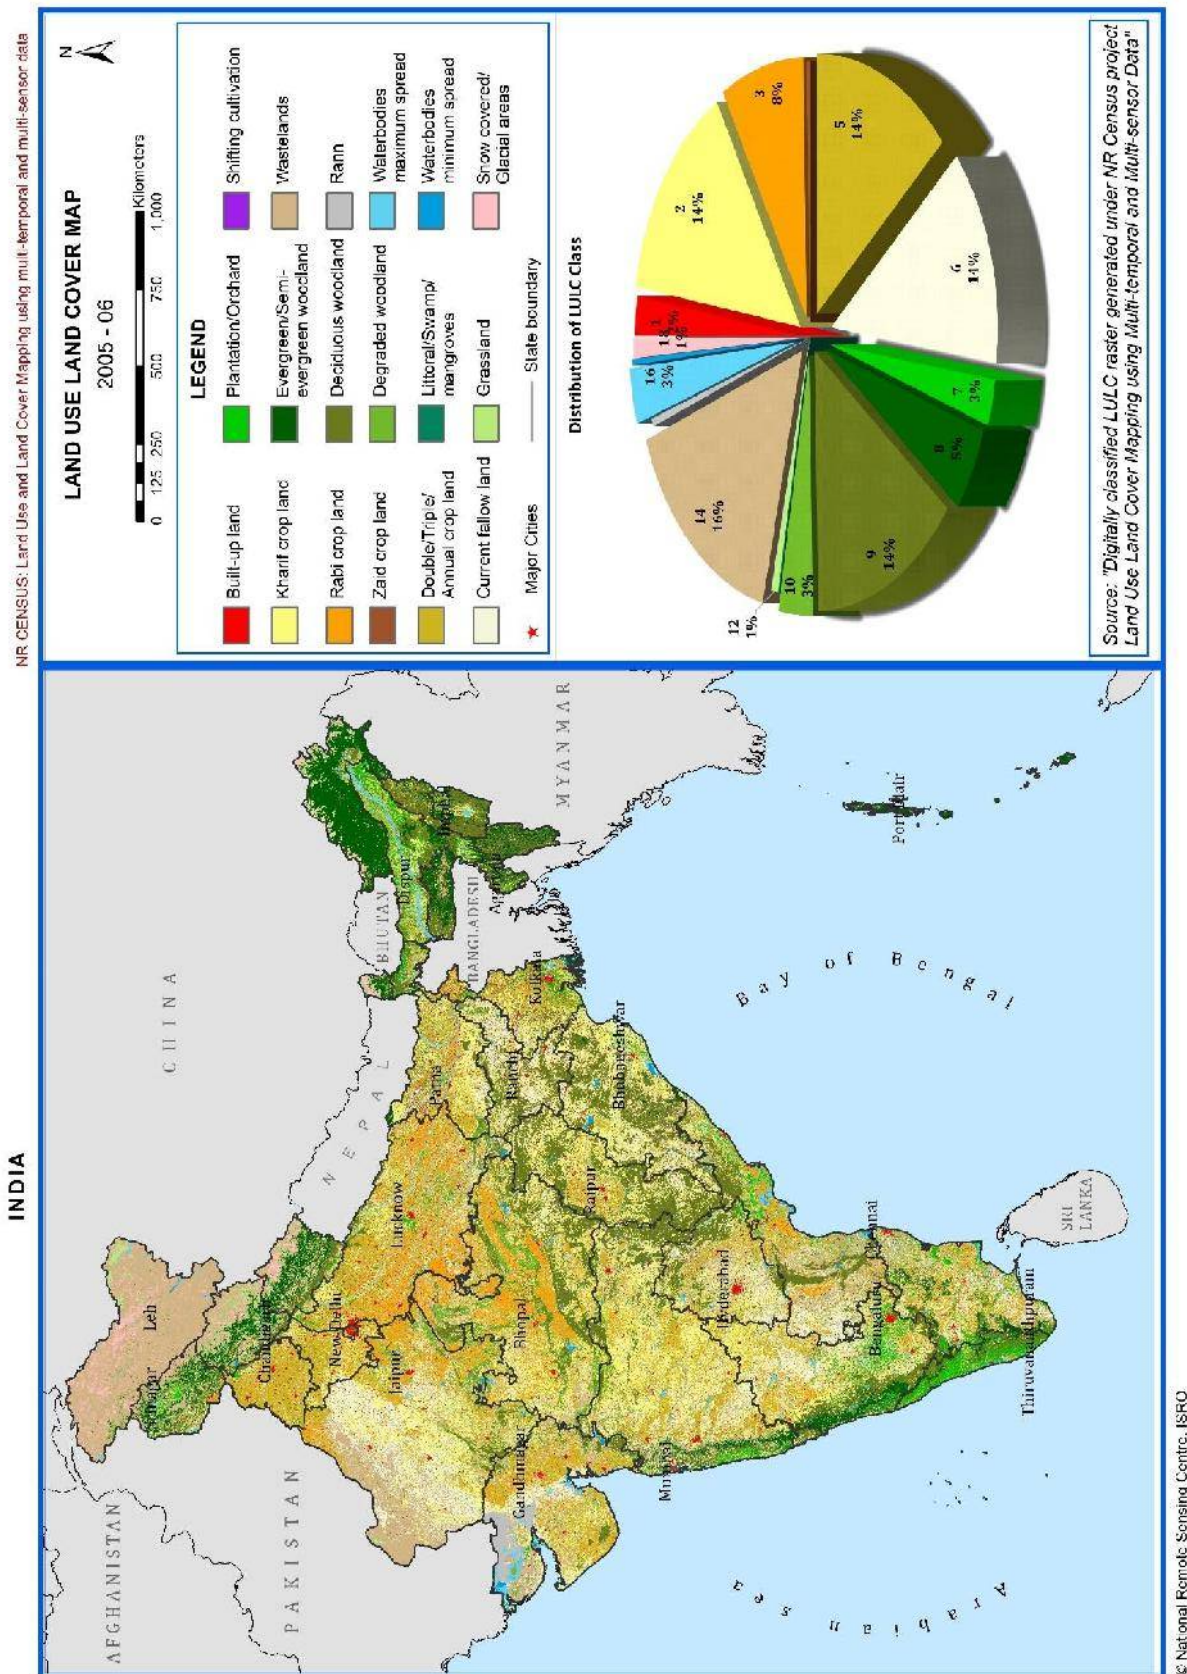 NR CENSUS: Land Use and Land Cover Mapping using multi-temporal and multi-sensor data
INDIA
AFGHANISTAN
PAKISTAN
CHINA
NEPAL
BHUTAN
BANGLADESH
MYANMAR
SRI
LANKA
Arabian sea
Bay of Bengal
Leh
Srinagar
Chandigarh
New Delhi
Jaipur
Lucknow
Patna
Dispur
Imphal
Kolkata
Ranchi
Gandhinagar
Bhopal
Raipur
Bhubaneshwar
Mumbai
Hyderabad
Bengaluru
Chennai
Thiruvananthpuram
Port Blair
LAND USE LAND COVER MAP
2005 - 06
N
0 125 250 500 750 1,000
Kilometers
LEGEND
Built-up land
Kharif crop land
Rabi crop land
Zaid crop land
Double/Triple/
Annual crop land
Current fallow land
Major Cities
Plantation/Orchard
Evergreen/Semi-
evergreen woodland
Deciduous woodland
Degraded woodland
Littoral/Swamp/
mangroves
Grassland
State boundary
Shifting cultivation
Wastelands
Rann
Waterbodies
maximum spread
Waterbodies
minimum spread
Snow covered/
Glacial areas
Distribution of LULC Class
1
2%
2
14%
3
8%
5
14%
6
14%
7
3%
8
5%
9
14%
10
3%
12
1%
14
16%
16
3%
18
1%
Source: "Digitally classified LULC raster generated under NR Census project
Land Use Land Cover Mapping using Multi-temporal and Multi-sensor Data"
© National Remote Sensing Centre, ISRO